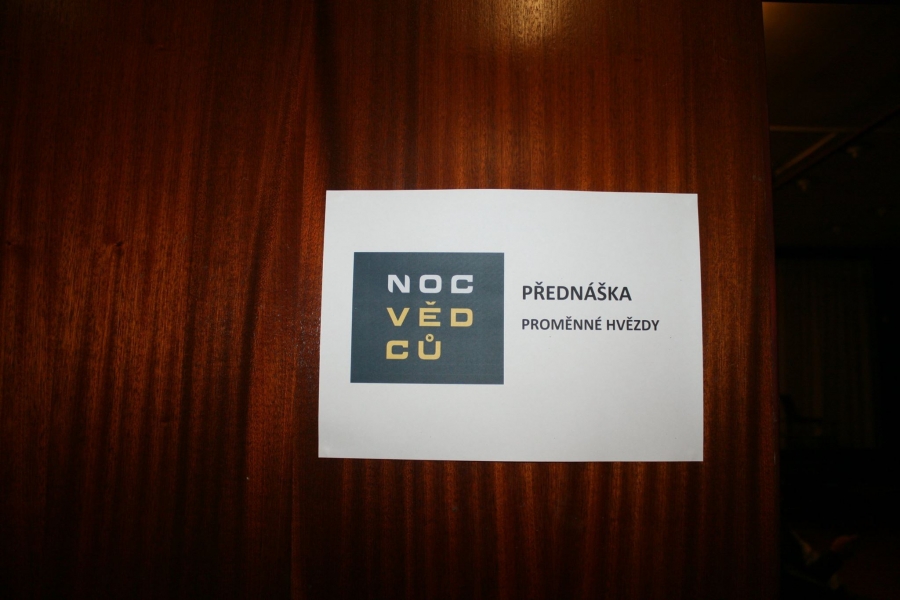 NOC
VĚD
CŮ
PŘEDNÁŠKA
PROMĚNNÉ HVĚZDY